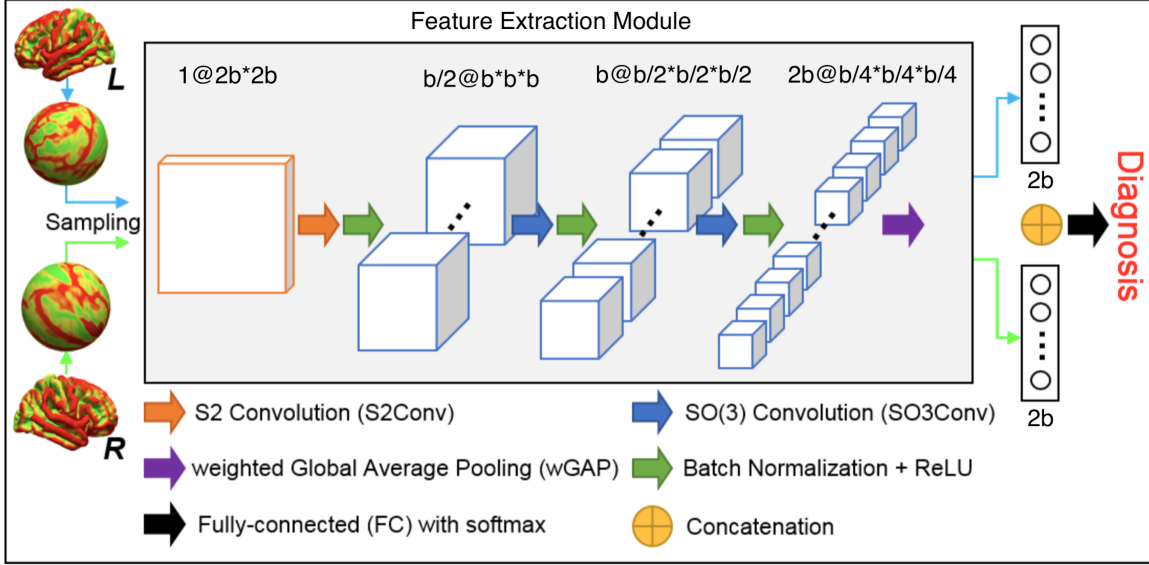 Feature Extraction Module
L
1@2b*2b
b/2@b*b*b
b@b/2*b/2*b/2
2b@b/4*b/4*b/4
Sampling
2b
Diagnosis
R
2b
S2 Convolution (S2Conv)
SO(3) Convolution (SO3Conv)
weighted Global Average Pooling (wGAP)
Batch Normalization + ReLU
Fully-connected (FC) with softmax
Concatenation